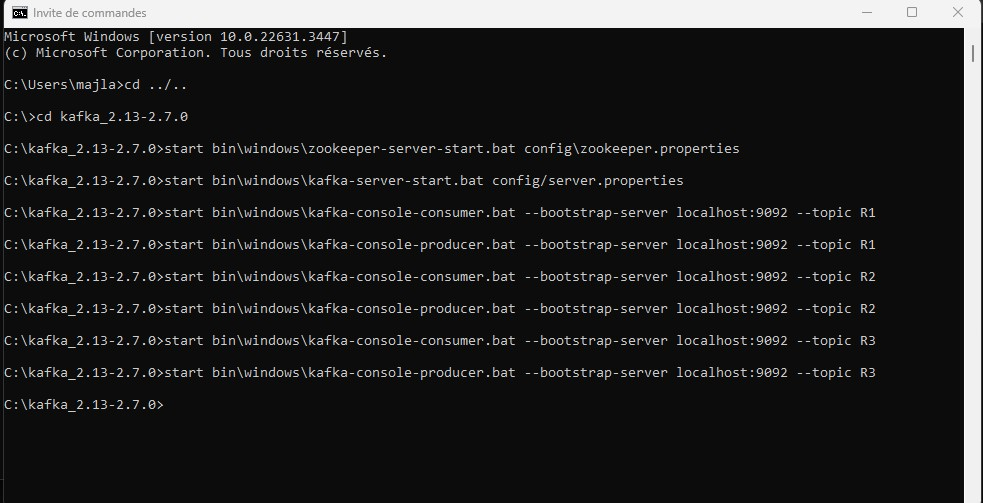 Invite de commandes
Microsoft Windows [version 10.0.22631.3447]
(c) Microsoft Corporation. Tous droits réservés.
C:\Users\majla>cd ../..
C:\>cd kafka_2.13-2.7.0
C:\kafka_2.13-2.7.0>start bin\windows\zookeeper-server-start.bat config\zookeeper.properties
C:\kafka_2.13-2.7.0>start bin\windows\kafka-server-start.bat config/server.properties
C:\kafka_2.13-2.7.0>start bin\windows\kafka-console-consumer.bat --bootstrap-server localhost:9092 --topic R1
C:\kafka_2.13-2.7.0>start bin\windows\kafka-console-producer.bat --bootstrap-server localhost:9092 --topic R1
C:\kafka_2.13-2.7.0>start bin\windows\kafka-console-consumer.bat --bootstrap-server localhost:9092 --topic R2
C:\kafka_2.13-2.7.0>start bin\windows\kafka-console-producer.bat --bootstrap-server localhost:9092 --topic R2
C:\kafka_2.13-2.7.0>start bin\windows\kafka-console-consumer.bat --bootstrap-server localhost:9092 --topic R3
C:\kafka_2.13-2.7.0>start bin\windows\kafka-console-producer.bat --bootstrap-server localhost:9092 --topic R3
C:\kafka_2.13-2.7.0>